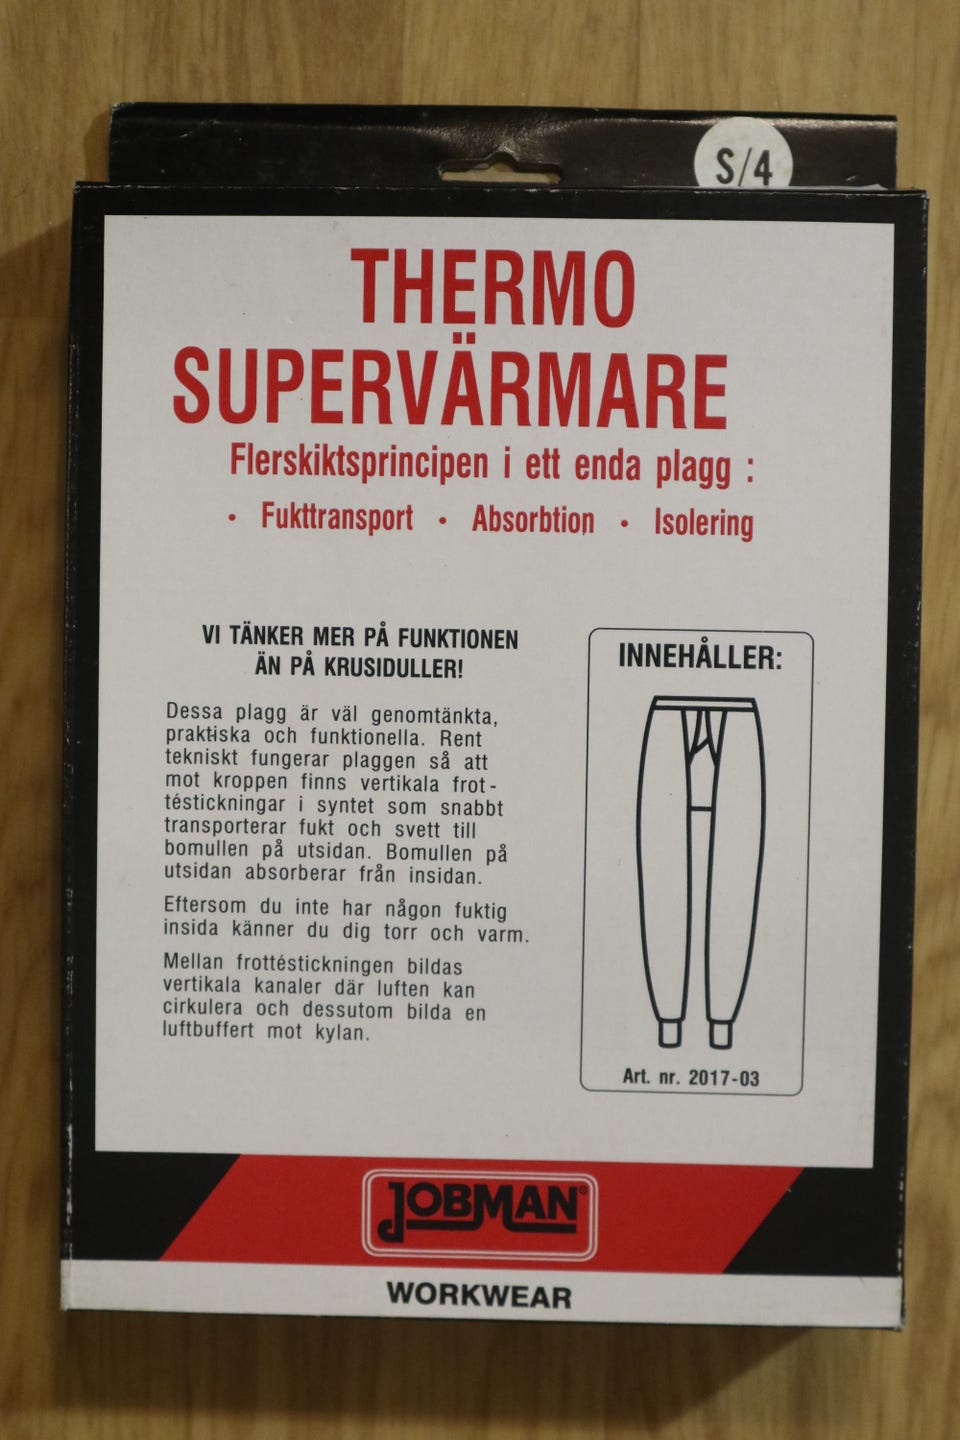 S/4
THERMO
SUPERVÄRMARE
Flerskiktsprincipen i ett enda plagg :
• Fukttransport • Absorbtion • Isolering
VI TÄNKER MER PÅ FUNKTIONEN
ÄN PÅ KRUSIDULLER!
Dessa plagg är väl genomtänkta,
praktiska och funktionella. Rent
tekniskt fungerar plaggen så att
mot kroppen finns vertikala frot-
téstickningar i syntet som snabbt
transporterar fukt och svett till
bomullen på utsidan. Bomullen på
utsidan absorberar från insidan.
Eftersom du inte har någon fuktig
insida känner du dig torr och varm.
Mellan frottéstickningen bildas
vertikala kanaler där luften kan
cirkulera och dessutom bilda en
luftbuffert mot kylan.
INNEHÅLLER:
Art. nr. 2017-03
JOBMAN®
WORKWEAR